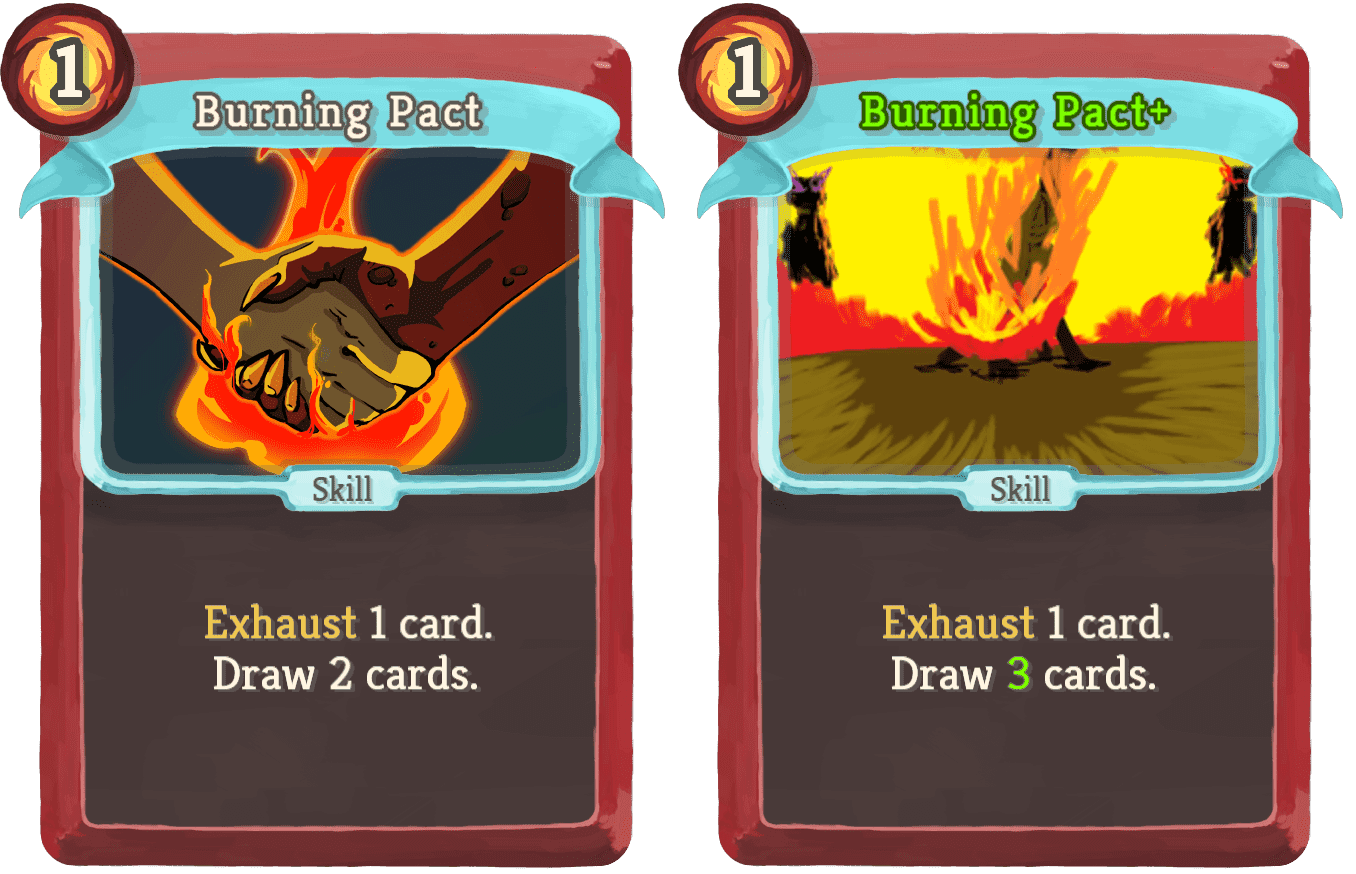 1
Burning Pact
Skill
Exhaust 1 card.
Draw 2 cards.
1
Burning Pact+
Skill
Exhaust 1 card.
Draw 3 cards.